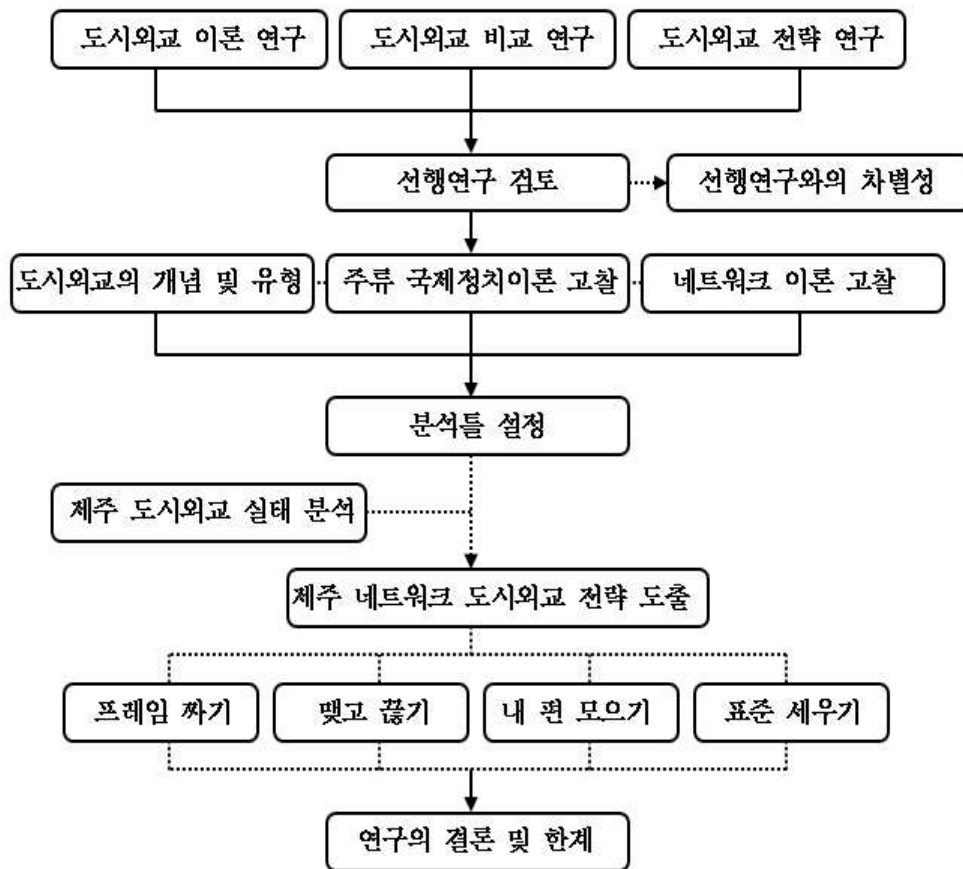 도시외교 이론 연구
도시외교 비교 연구
도시외교 전략 연구
선행연구 검토
선행연구와의 차별성
도시외교의 개념 및 유형
주류 국제정치이론 고찰
네트워크 이론 고찰
분석틀 설정
제주 도시외교 실태 분석
제주 네트워크 도시외교 전략 도출
프레임 짜기
맺고 끊기
내 편 모으기
표준 세우기
연구의 결론 및 한계